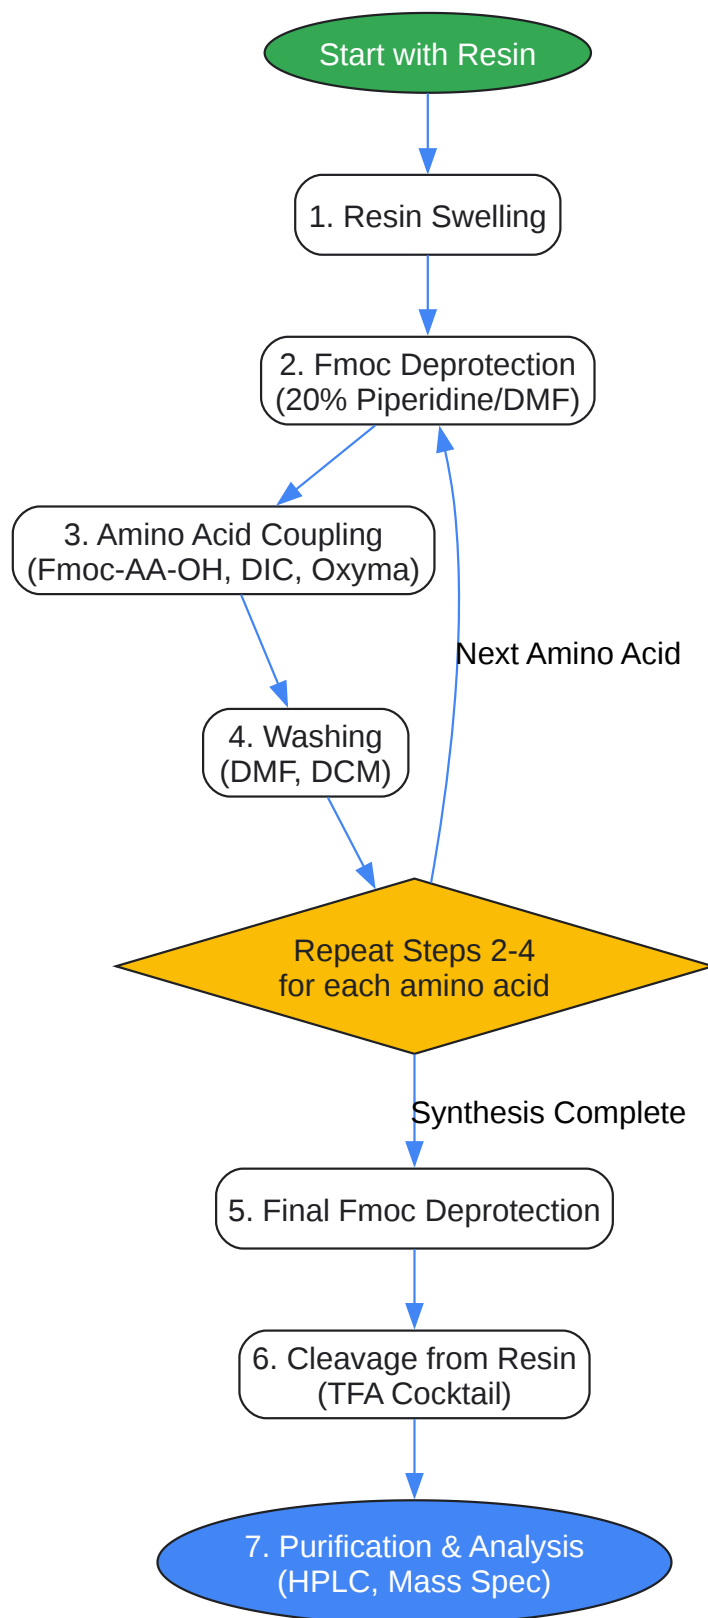 Start with Resin
1. Resin Swelling
2. Fmoc Deprotection
(20% Piperidine/DMF)
3. Amino Acid Coupling
(Fmoc-AA-OH, DIC, Oxyma)
Next Amino Acid
4. Washing
(DMF, DCM)
Repeat Steps 2-4
for each amino acid
Synthesis Complete
5. Final Fmoc Deprotection
6. Cleavage from Resin
(TFA Cocktail)
7. Purification & Analysis
(HPLC, Mass Spec)